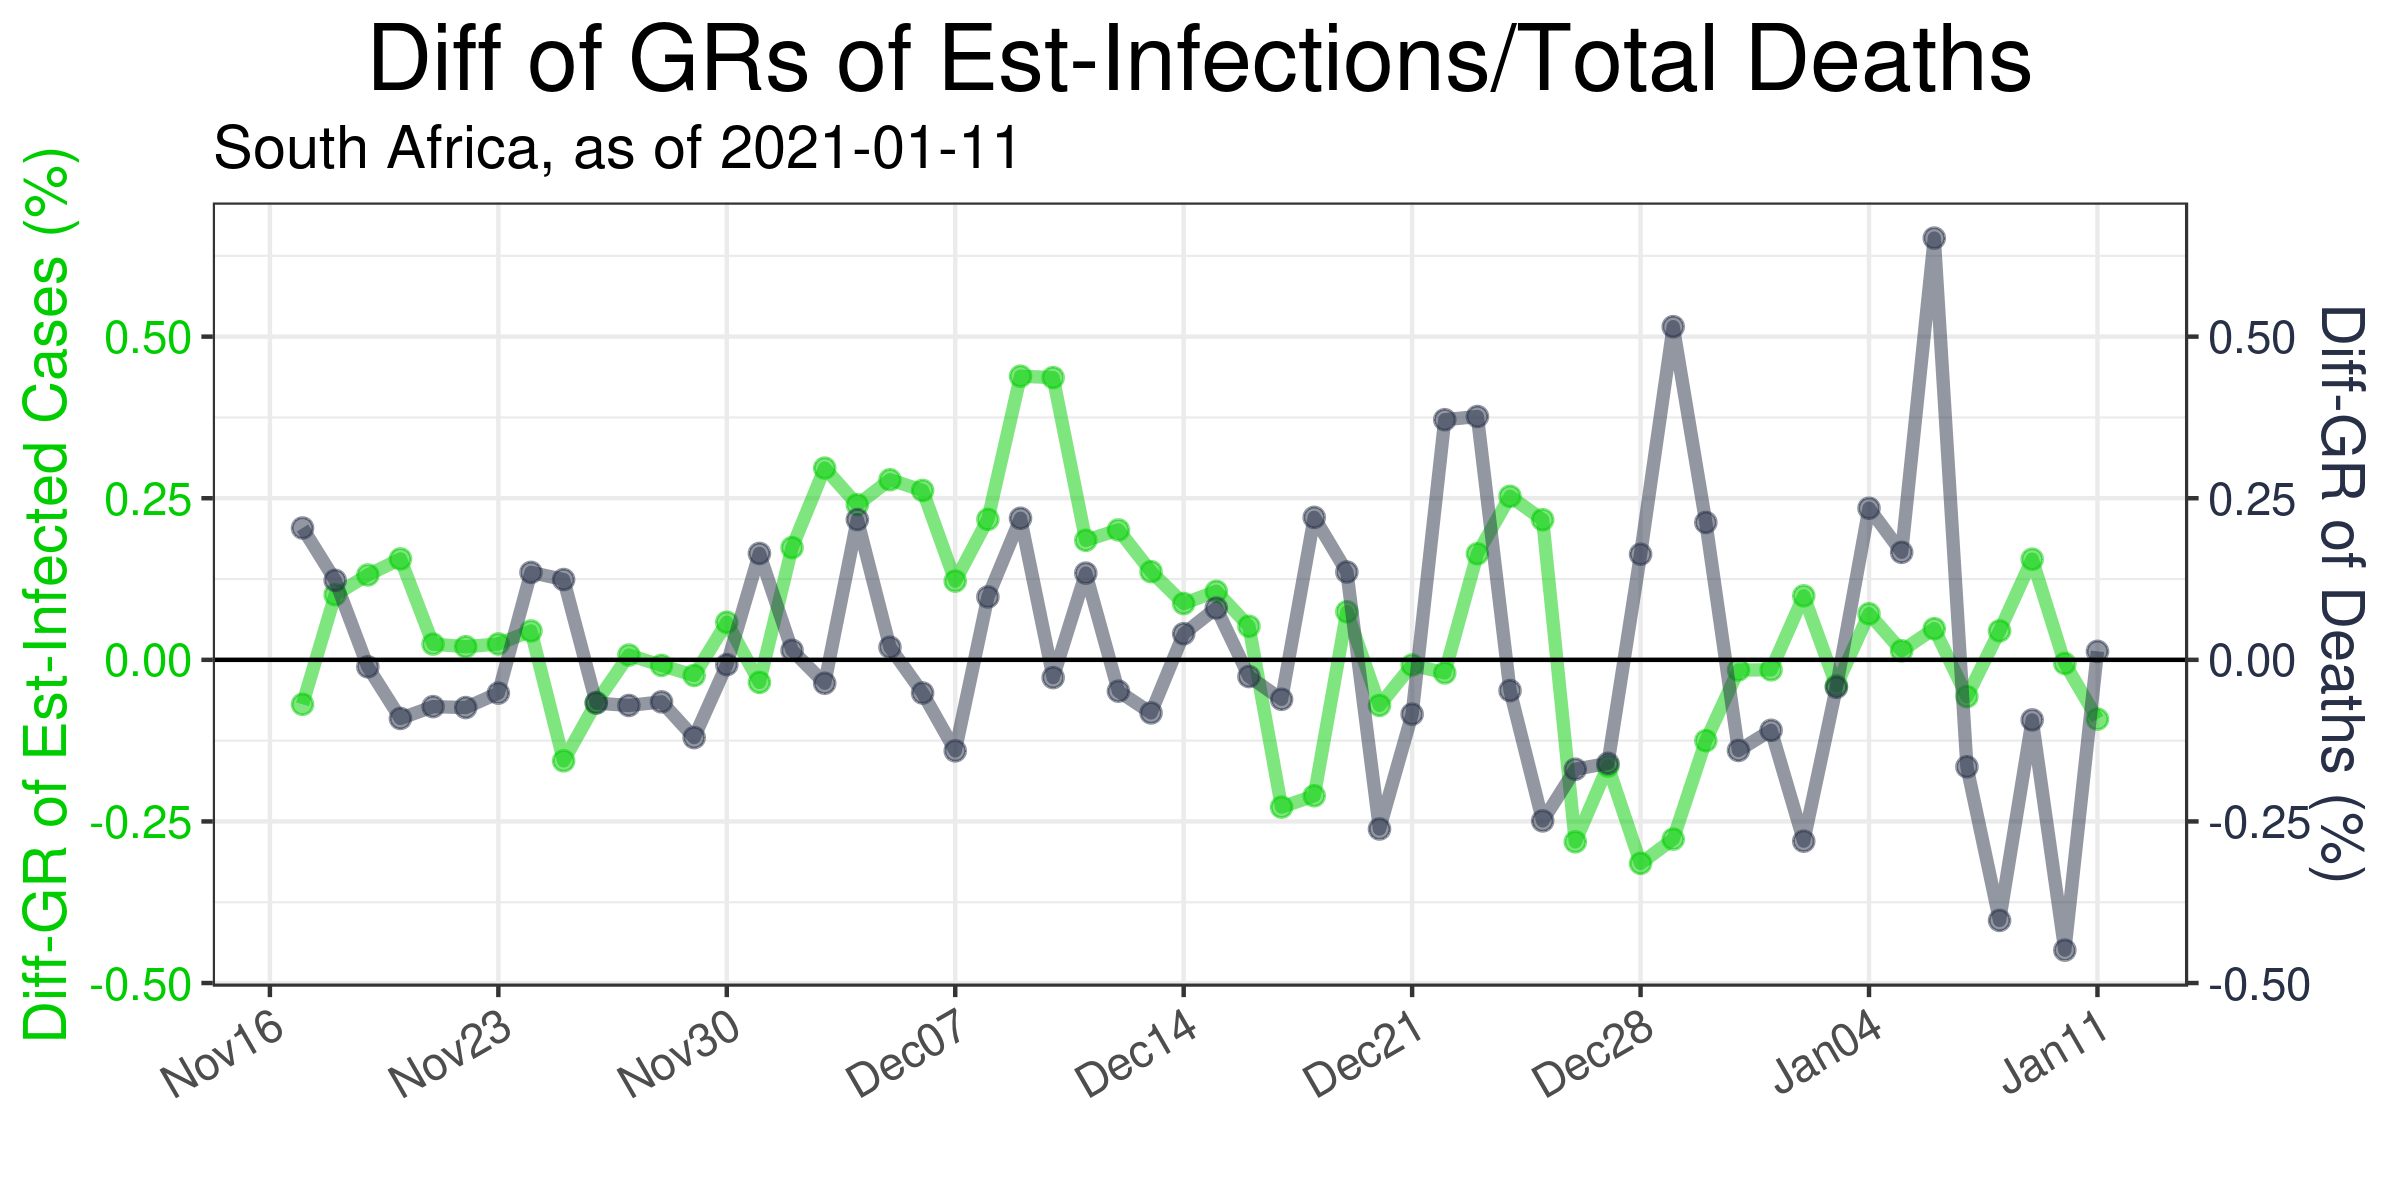 Diff of GRs of Est-Infections/Total Deaths
South Africa, as of 2021-01-11
Diff-GR of Est-Infected Cases (%)
0.50
0.25
0.00
-0.25
-0.50
0.50
0.25
0.00
-0.25
-0.50
Diff-GR of Deaths (%)
Nov16
Nov23
Nov30
Dec07
Dec14
Dec21
Dec28
Jan04
Jan11